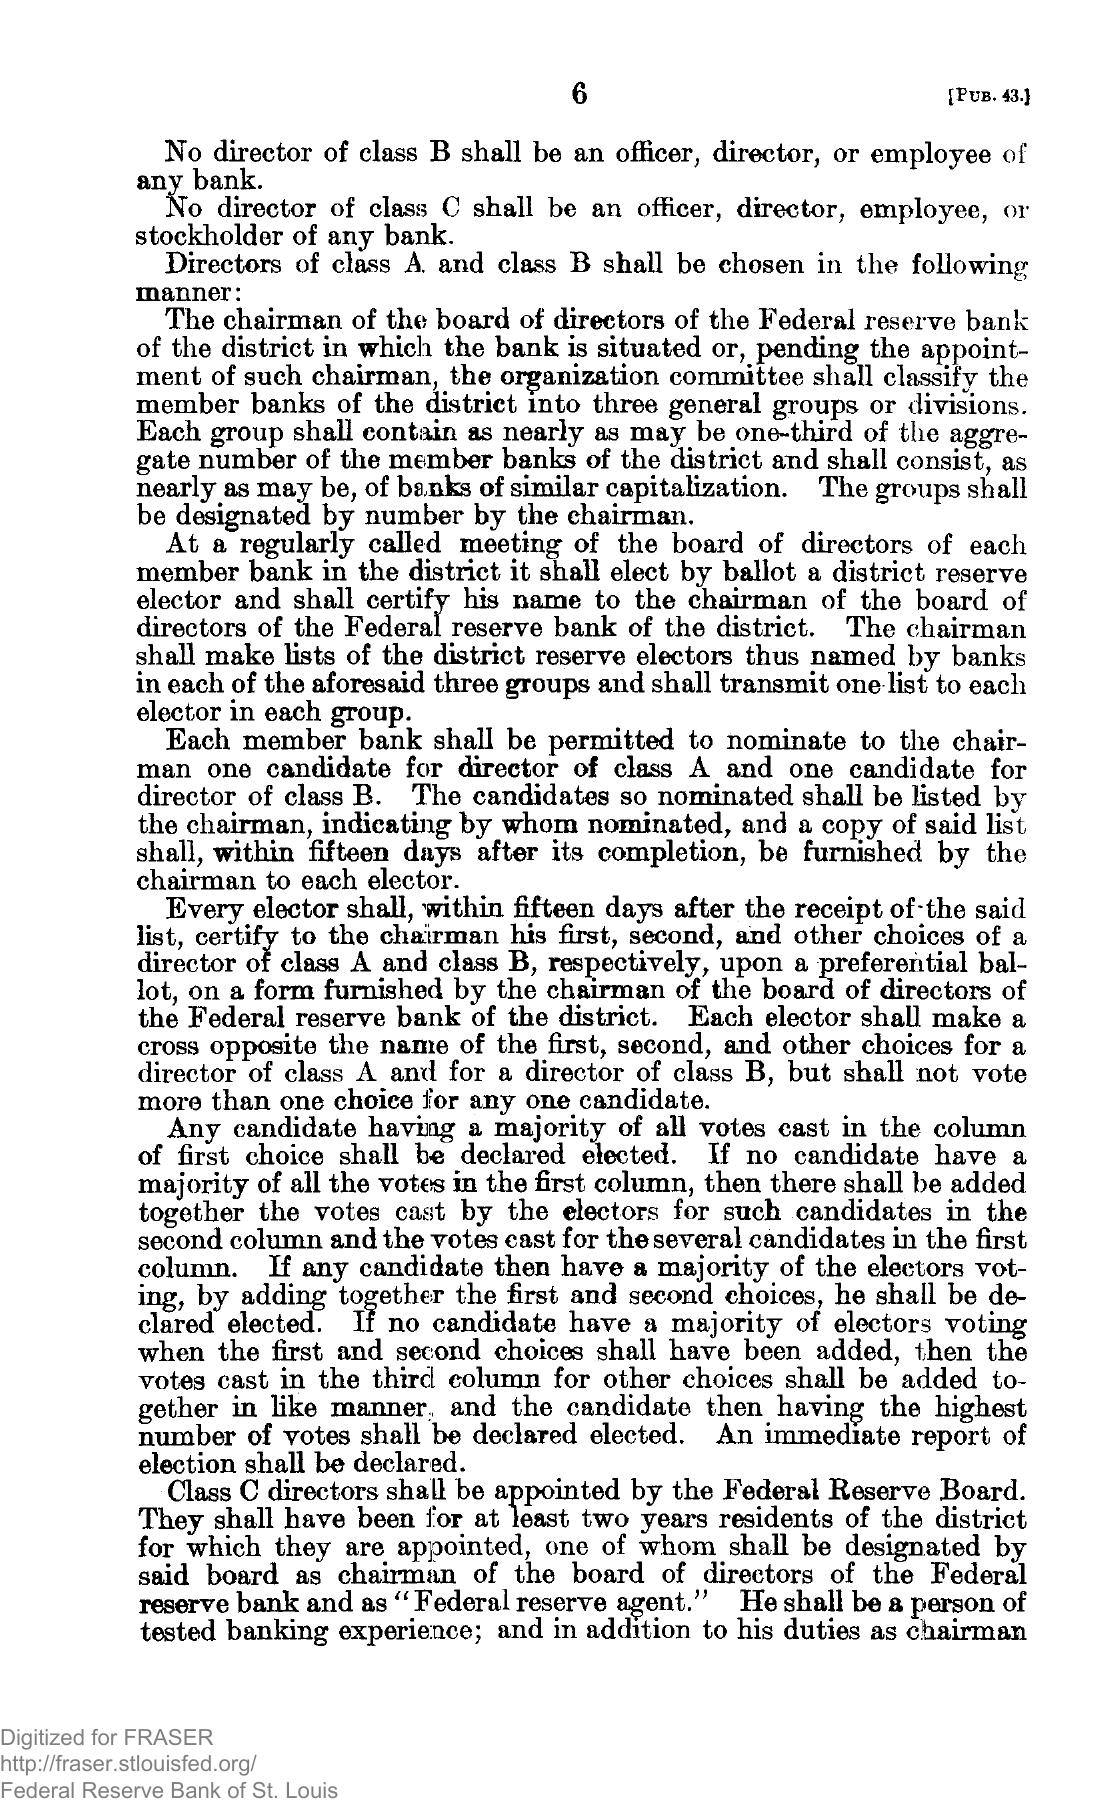 6 [PUB. 43.]
No director of class B shall be an officer, director, or employee of
any bank.
No director of class C shall be an officer, director, employee, or
stockholder of any bank.
Directors of class A and class B shall be chosen in the following
manner:
The chairman of the board of directors of the Federal reserve bank
of the district in which the bank is situated or, pending the appoint-
ment of such chairman, the organization committee shall classify the
member banks of the district into three general groups or divisions.
Each group shall contain as nearly as may be one-third of the aggre-
gate number of the member banks of the district and shall consist, as
nearly as may be, of banks of similar capitalization. The groups shall
be designated by number by the chairman.
At a regularly called meeting of the board of directors of each
member bank in the district it shall elect by ballot a district reserve
elector and shall certify his name to the chairman of the board of
directors of the Federal reserve bank of the district. The chairman
shall make lists of the district reserve electors thus named by banks
in each of the aforesaid three groups and shall transmit one list to each
elector in each group.
Each member bank shall be permitted to nominate to the chair-
man one candidate for director of class A and one candidate for
director of class B. The candidates so nominated shall be listed by
the chairman, indicating by whom nominated, and a copy of said list
shall, within fifteen days after its completion, be furnished by the
chairman to each elector.
Every elector shall, within fifteen days after the receipt of the said
list, certify to the chairman his first, second, and other choices of a
director of class A and class B, respectively, upon a preferential bal-
lot, on a form furnished by the chairman of the board of directors of
the Federal reserve bank of the district. Each elector shall make a
cross opposite the name of the first, second, and other choices for a
director of class A and for a director of class B, but shall not vote
more than one choice for any one candidate.
Any candidate having a majority of all votes cast in the column
of first choice shall be declared elected. If no candidate have a
majority of all the votes in the first column, then there shall be added
together the votes cast by the electors for such candidates in the
second column and the votes cast for the several candidates in the first
column. If any candidate then have a majority of the electors vot-
ing, by adding together the first and second choices, he shall be de-
clared elected. If no candidate have a majority of electors voting
when the first and second choices shall have been added, then the
votes cast in the third column for other choices shall be added to-
gether in like manner, and the candidate then having the highest
number of votes shall be declared elected. An immediate report of
election shall be declared.
Class C directors shall be appointed by the Federal Reserve Board.
They shall have been for at least two years residents of the district
for which they are appointed, one of whom shall be designated by
said board as chairman of the board of directors of the Federal
reserve bank and as "Federal reserve agent." He shall be a person of
tested banking experience; and in addition to his duties as chairman
Digitized for FRASER
http://fraser.stlouisfed.org/
Federal Reserve Bank of St. Louis